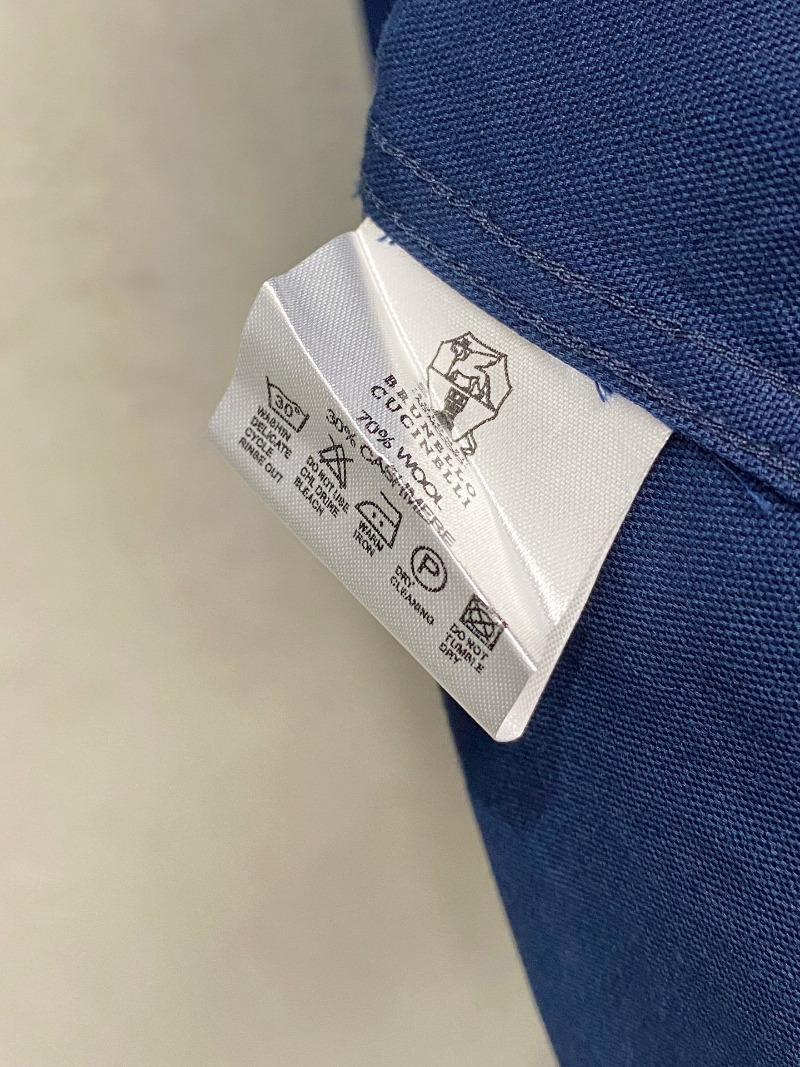 BRUNELLO
CUCINELLI
70% WOOL
30% CASHMERE
30°
WASH IN
DELICATE
CYCLE
RINSE OUT
DO NOT USE
CHLORINE
BLEACH
WARM
IRON
P
DRY
CLEANING
DO NOT
TUMBLE
DRY